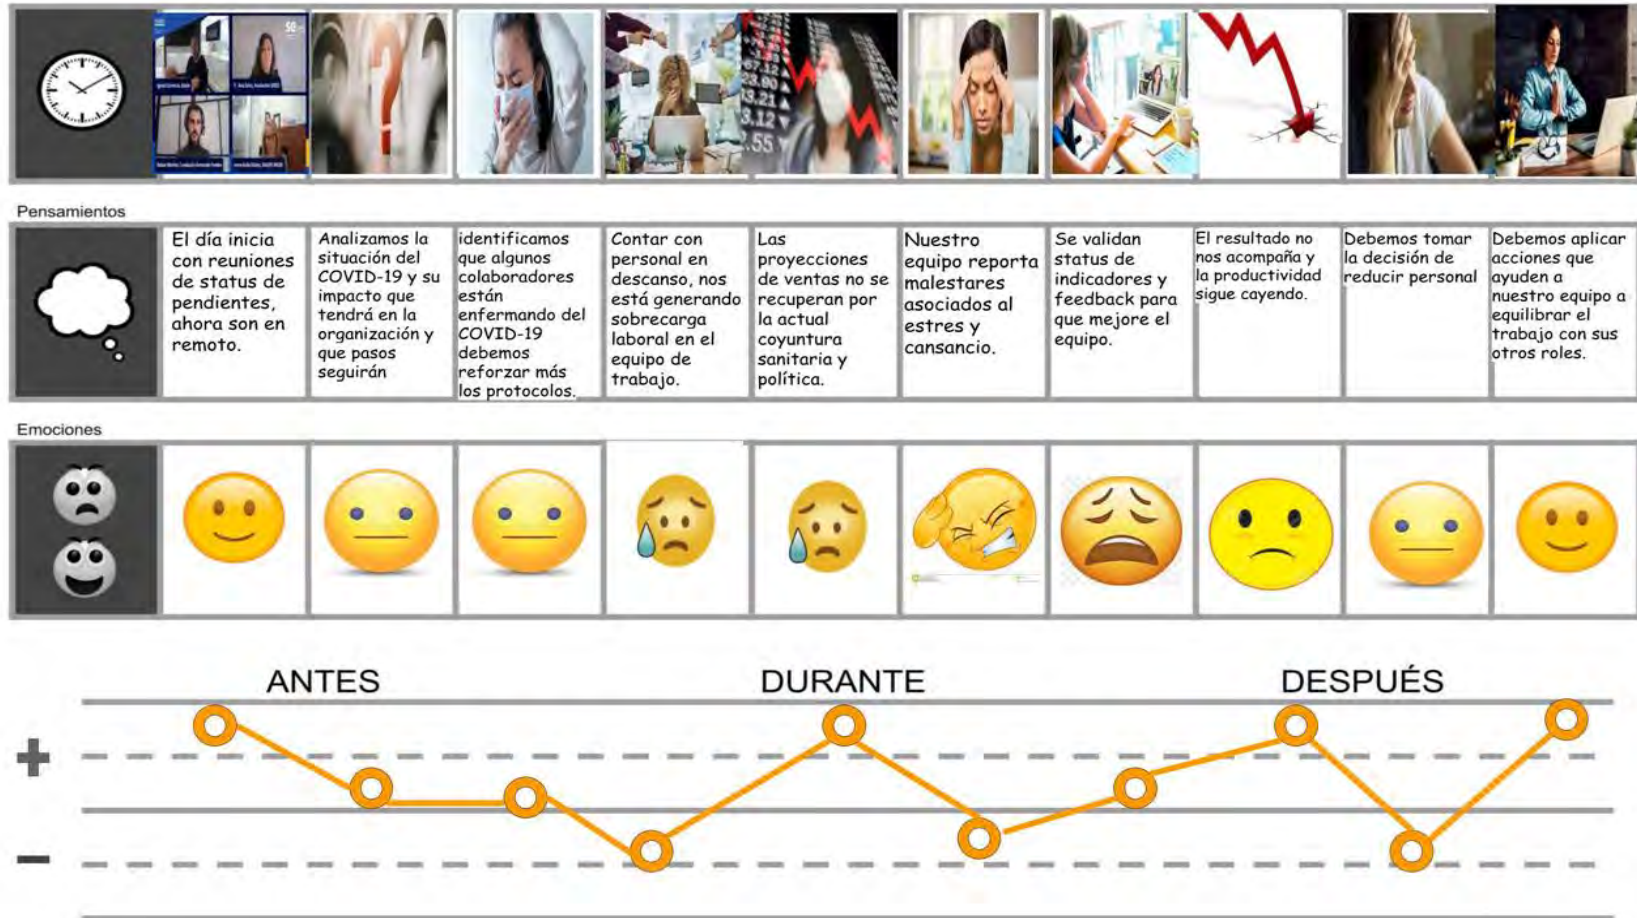 Pensamientos
El día inicia
con reuniones
de status de
pendientes,
ahora son en
remoto.
Analizamos la
situación del
COVID-19 y su
impacto que
tendrá en la
organización y
que pasos
seguirán
identificamos
que algunos
colaboradores
están
enfermando del
COVID-19
debemos
reforzar más
los protocolos.
Contar con
personal en
descanso, nos
está generando
sobrecarga
laboral en el
equipo de
trabajo.
Las
proyecciones
de ventas no se
recuperan por
la actual
coyuntura
sanitaria y
política.
Nuestro
equipo reporta
malestares
asociados al
estres y
cansancio.
Se validan
status de
indicadores y
feedback para
que mejore el
equipo.
El resultado no
nos acompaña y
la productividad
sigue cayendo.
Debemos tomar
la decisión de
reducir personal
Debemos aplicar
acciones que
ayuden a
nuestro equipo a
equilibrar el
trabajo con sus
otros roles.
Emociones
ANTES
DURANTE
DESPUÉS
+
−